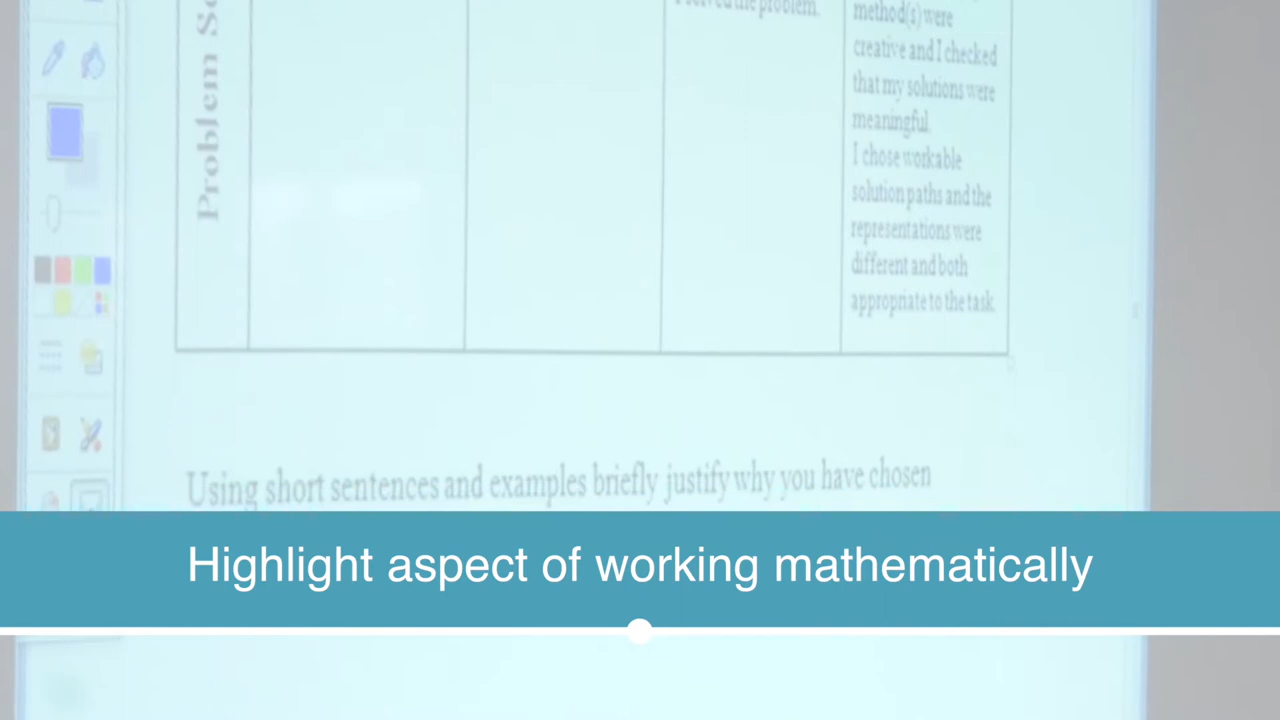 Problem
the problem.
method(s) were
creative and I checked
that my solutions were
meaningful.
I chose workable
solution paths and the
representations were
different and both
appropriate to the task.
Using short sentences and examples briefly justify why you have chosen
Highlight aspect of working mathematically